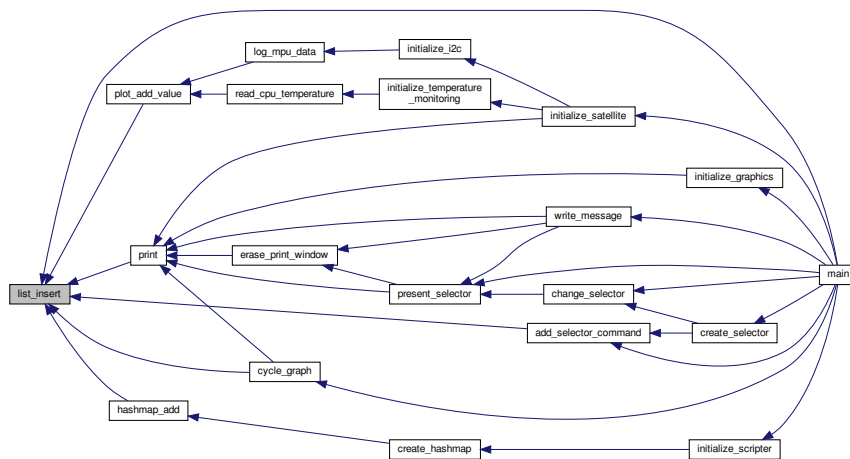 log_mpu_data
initialize_i2c
plot_add_value
read_cpu_temperature
initialize_temperature
_monitoring
initialize_satellite
initialize_graphics
write_message
print
erase_print_window
main
list_insert
present_selector
change_selector
add_selector_command
create_selector
cycle_graph
hashmap_add
create_hashmap
initialize_scripter